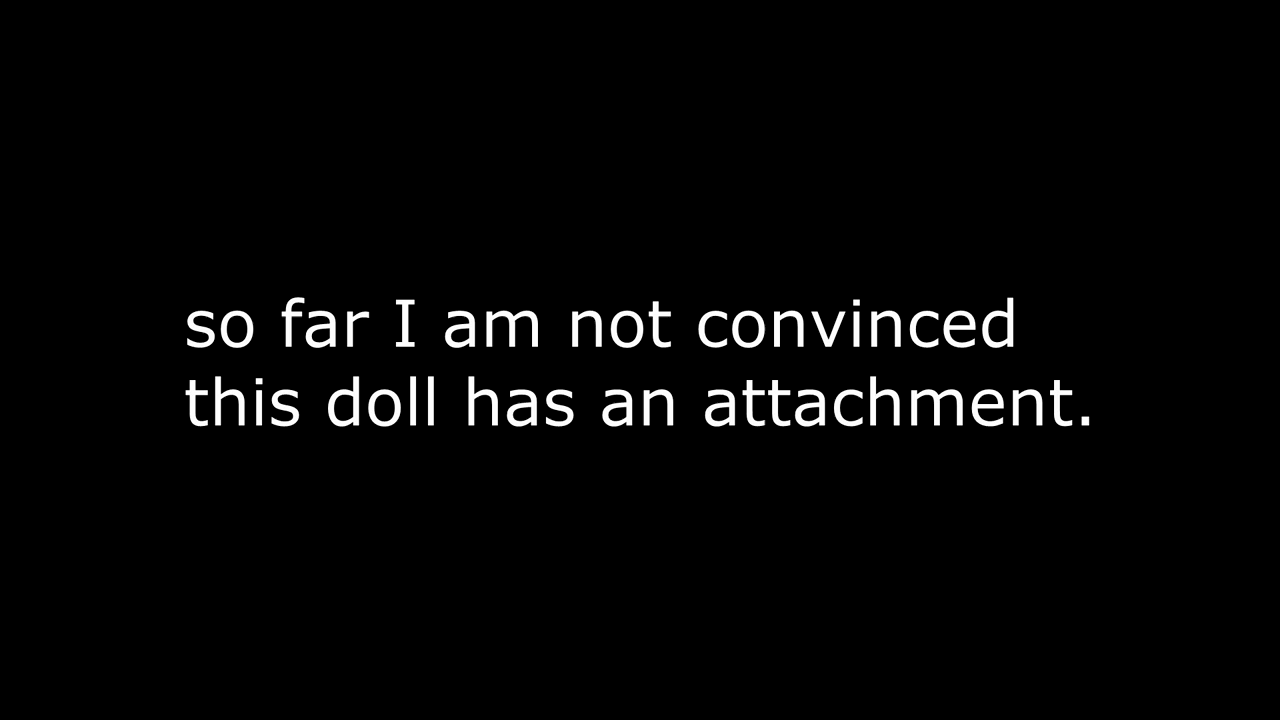 so far I am not convinced
this doll has an attachment.